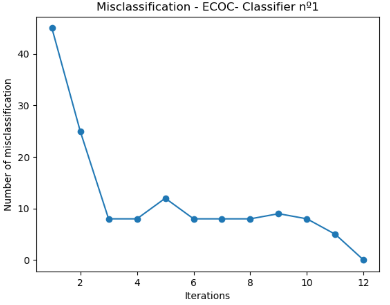 Misclassification - ECOC- Classifier nº1
Number of misclassification
40
30
20
10
0
2 4 6 8 10 12
Iterations